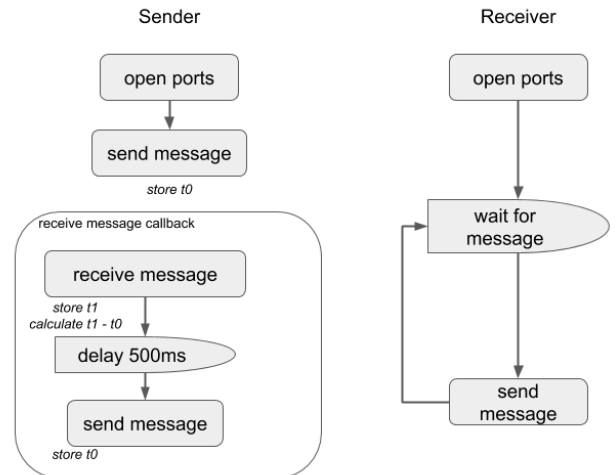 Sender
open ports
send message
store t0
receive message callback
receive message
store t1
calculate t1 - t0
delay 500ms
send message
store t0
Receiver
open ports
wait for
message
send
message